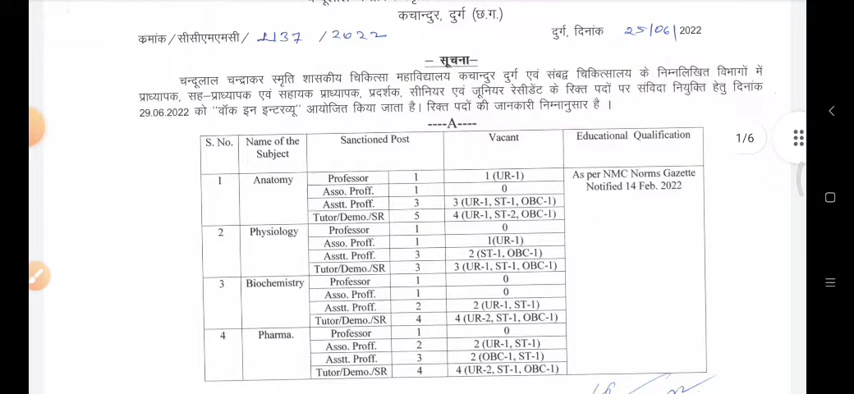 कचान्दुर, दुर्ग (छ.ग.)
कमांक/सीसीएमएमसी/ 1137 /2022 दुर्ग, दिनांक 25/06/2022
– सूचना–
चन्दूलाल चन्द्राकर स्मृति शासकीय चिकित्सा महाविद्यालय कचान्दुर दुर्ग एवं संबद्व चिकित्सालय के निम्नलिखित विभागों में
प्राध्यापक, सह–प्राध्यापक एवं सहायक प्राध्यापक, प्रदर्शक, सीनियर एवं जूनियर रेसीडेंट के रिक्त पदों पर संविदा नियुक्ति हेतु दिनांक
29.06.2022 को "वॉक इन इन्टरव्यू" आयोजित किया जाता है। रिक्त पदों की जानकारी निम्नानुसार है ।
----A----
S. No. Name of the Subject Sanctioned Post Vacant Educational Qualification
1 Anatomy Professor 1 1 (UR-1) As per NMC Norms Gazette Notified 14 Feb. 2022
Asso. Proff. 1 0
Asstt. Proff. 3 3 (UR-1, ST-1, OBC-1)
Tutor/Demo./SR 5 4 (UR-1, ST-2, OBC-1)
2 Physiology Professor 1 0
Asso. Proff. 1 1(UR-1)
Asstt. Proff. 3 2 (ST-1, OBC-1)
Tutor/Demo./SR 3 3 (UR-1, ST-1, OBC-1)
3 Biochemistry Professor 1 0
Asso. Proff. 1 0
Asstt. Proff. 2 2 (UR-1, ST-1)
Tutor/Demo./SR 4 4 (UR-2, ST-1, OBC-1)
4 Pharma. Professor 1 0
Asso. Proff. 2 2 (UR-1, ST-1)
Asstt. Proff. 3 2 (OBC-1, ST-1)
Tutor/Demo./SR 4 4 (UR-2, ST-1, OBC-1)
1/6